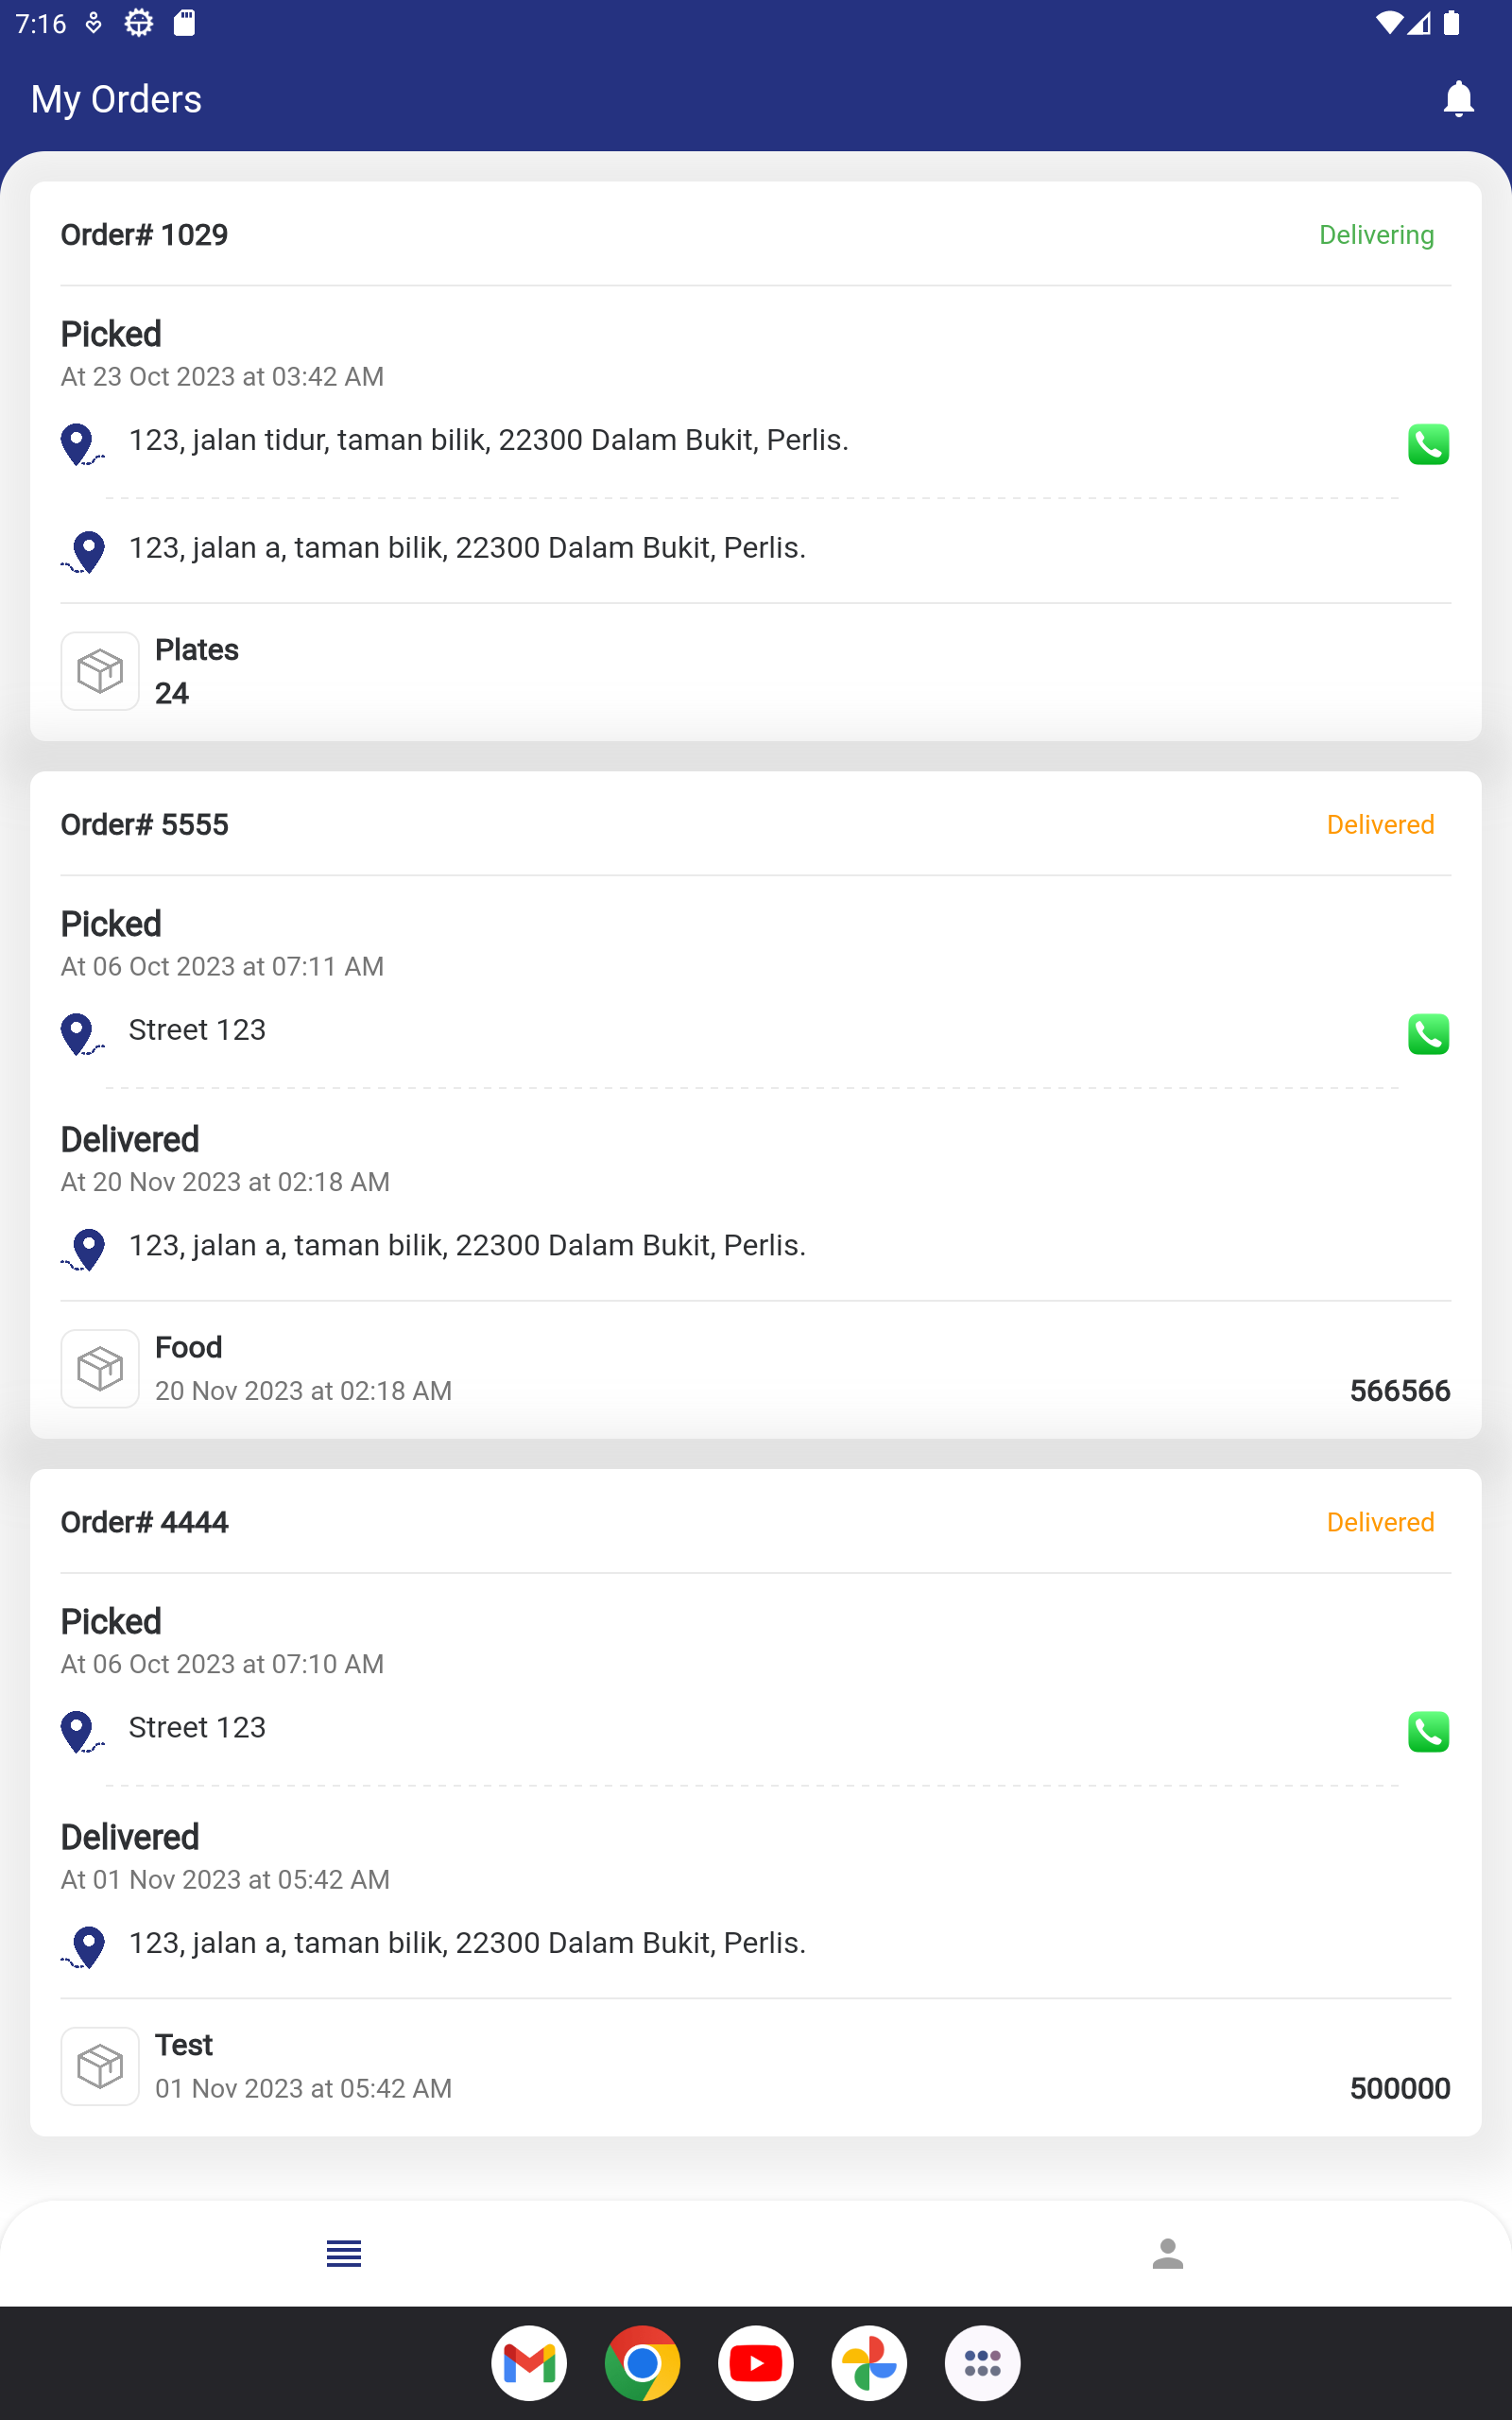 7:16
My Orders
Order# 1029
Delivering
Picked
At 23 Oct 2023 at 03:42 AM
123, jalan tidur, taman bilik, 22300 Dalam Bukit, Perlis.
123, jalan a, taman bilik, 22300 Dalam Bukit, Perlis.
Plates
24
Order# 5555
Delivered
Picked
At 06 Oct 2023 at 07:11 AM
Street 123
Delivered
At 20 Nov 2023 at 02:18 AM
123, jalan a, taman bilik, 22300 Dalam Bukit, Perlis.
Food
20 Nov 2023 at 02:18 AM
566566
Order# 4444
Delivered
Picked
At 06 Oct 2023 at 07:10 AM
Street 123
Delivered
At 01 Nov 2023 at 05:42 AM
123, jalan a, taman bilik, 22300 Dalam Bukit, Perlis.
Test
01 Nov 2023 at 05:42 AM
500000